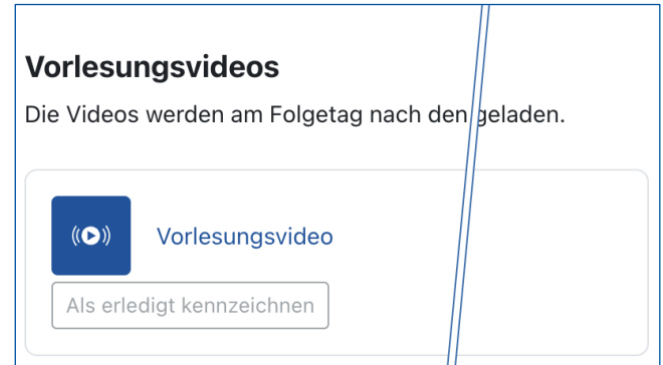 Vorlesungsvideos
Die Videos werden am Folgetag nach den geladen.
Vorlesungsvideo
Als erledigt kennzeichnen